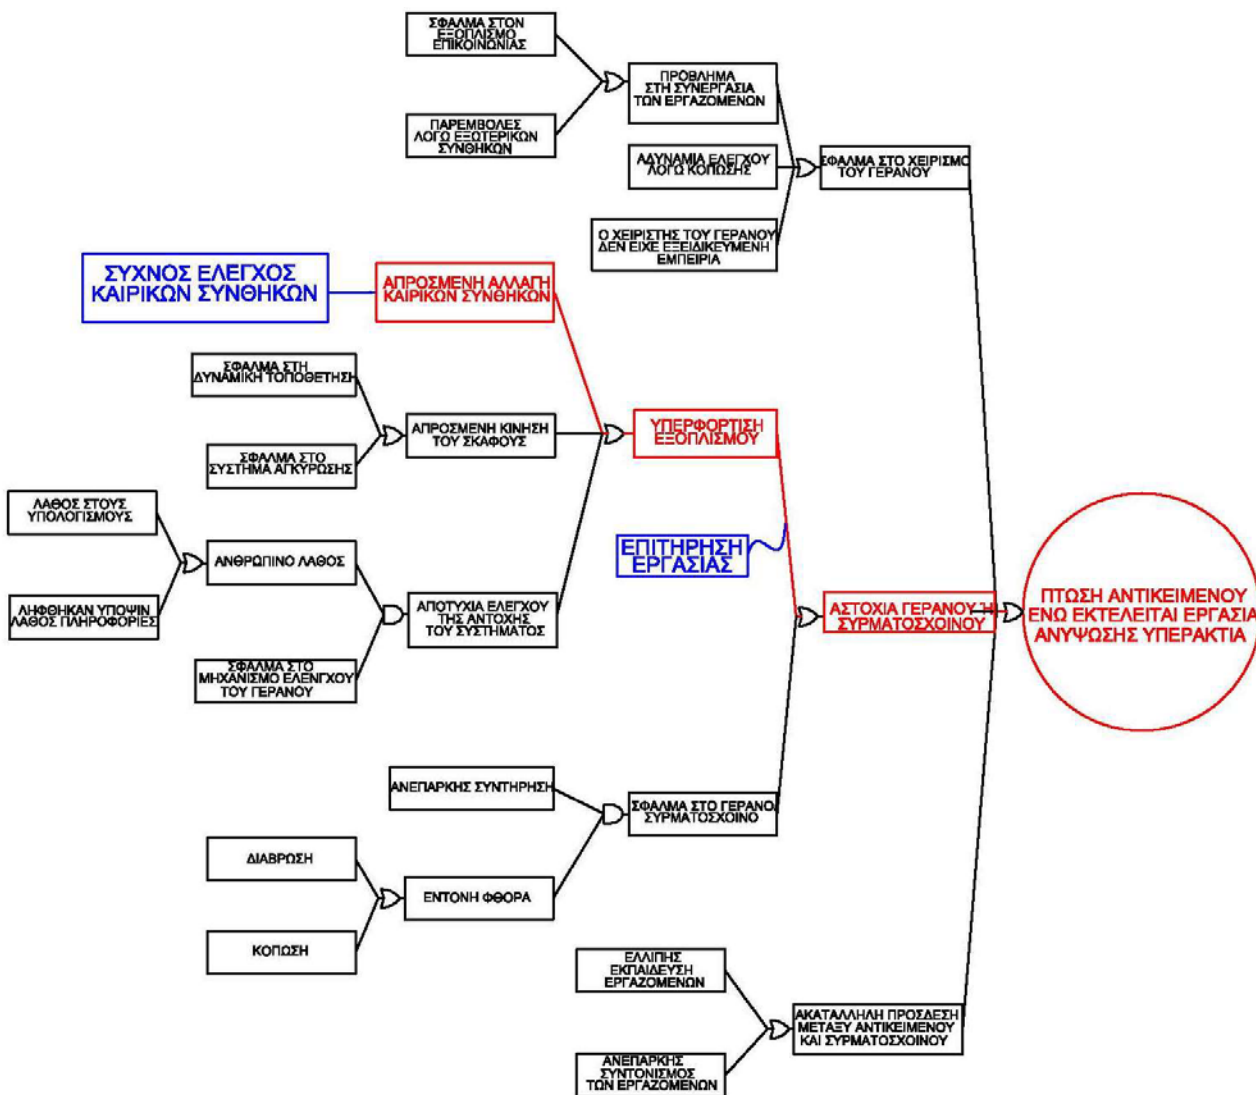 ΣΦΑΛΜΑ ΣΤΟΝ
ΕΞΟΠΛΙΣΜΟ
ΕΠΙΚΟΙΝΩΝΙΑΣ
ΠΑΡΕΜΒΟΛΕΣ
ΛΟΓΩ ΕΞΩΤΕΡΙΚΩΝ
ΣΥΝΘΗΚΩΝ
ΠΡΟΒΛΗΜΑ
ΣΤΗ ΣΥΝΕΡΓΑΣΙΑ
ΤΩΝ ΕΡΓΑΖΟΜΕΝΩΝ
ΑΔΥΝΑΜΙΑ ΕΛΕΓΧΟΥ
ΛΟΓΩ ΚΟΠΩΣΗΣ
Ο ΧΕΙΡΙΣΤΗΣ ΤΟΥ ΓΕΡΑΝΟΥ
ΔΕΝ ΕΙΧΕ ΕΞΕΙΔΙΚΕΥΜΕΝΗ
ΕΜΠΕΙΡΙΑ
ΣΦΑΛΜΑ ΣΤΟ ΧΕΙΡΙΣΜΟ
ΤΟΥ ΓΕΡΑΝΟΥ
ΣΥΧΝΟΣ ΕΛΕΓΧΟΣ
ΚΑΙΡΙΚΩΝ ΣΥΝΘΗΚΩΝ
ΑΠΡΟΣΜΕΝΗ ΑΛΛΑΓΗ
ΚΑΙΡΙΚΩΝ ΣΥΝΘΗΚΩΝ
ΣΦΑΛΜΑ ΣΤΗ
ΔΥΝΑΜΙΚΗ ΤΟΠΟΘΕΤΗΣΗ
ΣΦΑΛΜΑ ΣΤΟ
ΣΥΣΤΗΜΑ ΑΓΚΥΡΩΣΗΣ
ΑΠΡΟΣΜΕΝΗ ΚΙΝΗΣΗ
ΤΟΥ ΣΚΑΦΟΥΣ
ΥΠΕΡΦΟΡΤΙΣΗ
ΕΞΟΠΛΙΣΜΟΥ
ΕΠΙΤΗΡΗΣΗ
ΕΡΓΑΣΙΑΣ
ΛΑΘΟΣ ΣΤΟΥΣ
ΥΠΟΛΟΓΙΣΜΟΥΣ
ΛΗΦΘΗΚΑΝ ΥΠΟΨΙΝ
ΛΑΘΟΣ ΠΛΗΡΟΦΟΡΙΕΣ
ΑΝΘΡΩΠΙΝΟ ΛΑΘΟΣ
ΣΦΑΛΜΑ ΣΤΟ
ΜΗΧΑΝΙΣΜΟ ΕΛΕΝΓΧΟΥ
ΤΟΥ ΓΕΡΑΝΟΥ
ΑΠΟΤΥΧΙΑ ΕΛΕΓΧΟΥ
ΤΗΣ ΑΝΤΟΧΗΣ
ΤΟΥ ΣΥΣΤΗΜΑΤΟΣ
ΑΣΤΟΧΙΑ ΓΕΡΑΝΟΥ Ή
ΣΥΡΜΑΤΟΣΧΟΙΝΟΥ
ΠΤΩΣΗ ΑΝΤΙΚΕΙΜΕΝΟΥ
ΕΝΩ ΕΚΤΕΛΕΙΤΑΙ ΕΡΓΑΣΙΑ
ΑΝΥΨΩΣΗΣ ΥΠΕΡΑΚΤΙΑ
ΑΝΕΠΑΡΚΗΣ ΣΥΝΤΗΡΗΣΗ
ΔΙΑΒΡΩΣΗ
ΚΟΠΩΣΗ
ΕΝΤΟΝΗ ΦΘΟΡΑ
ΣΦΑΛΜΑ ΣΤΟ ΓΕΡΑΝΟ/
ΣΥΡΜΑΤΟΣΧΟΙΝΟ
ΕΛΛΙΠΗΣ
ΕΚΠΑΙΔΕΥΣΗ
ΕΡΓΑΖΟΜΕΝΩΝ
ΑΝΕΠΑΡΚΗΣ
ΣΥΝΤΟΝΙΣΜΟΣ
ΤΩΝ ΕΡΓΑΖΟΜΕΝΩΝ
ΑΚΑΤΑΛΛΗΛΗ ΠΡΟΣΔΕΣΗ
ΜΕΤΑΞΥ ΑΝΤΙΚΕΙΜΕΝΟΥ
ΚΑΙ ΣΥΡΜΑΤΟΣΧΟΙΝΟΥ